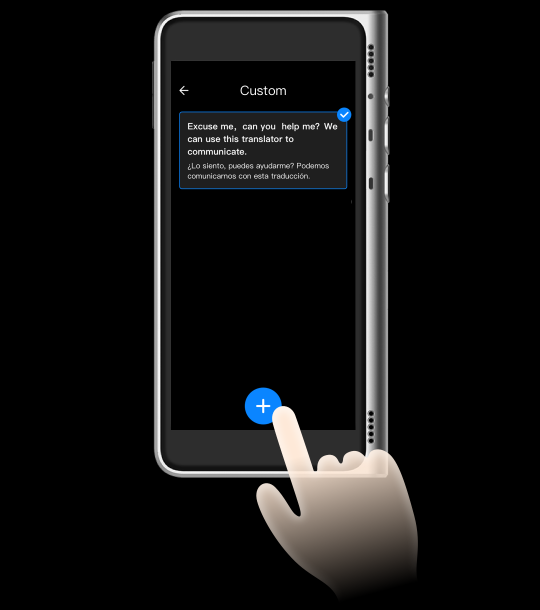 Custom
Excuse me, can you help me? We
can use this translator to
communicate.
¿Lo siento, puedes ayudarme? Podemos
comunicarnos con esta traducción.